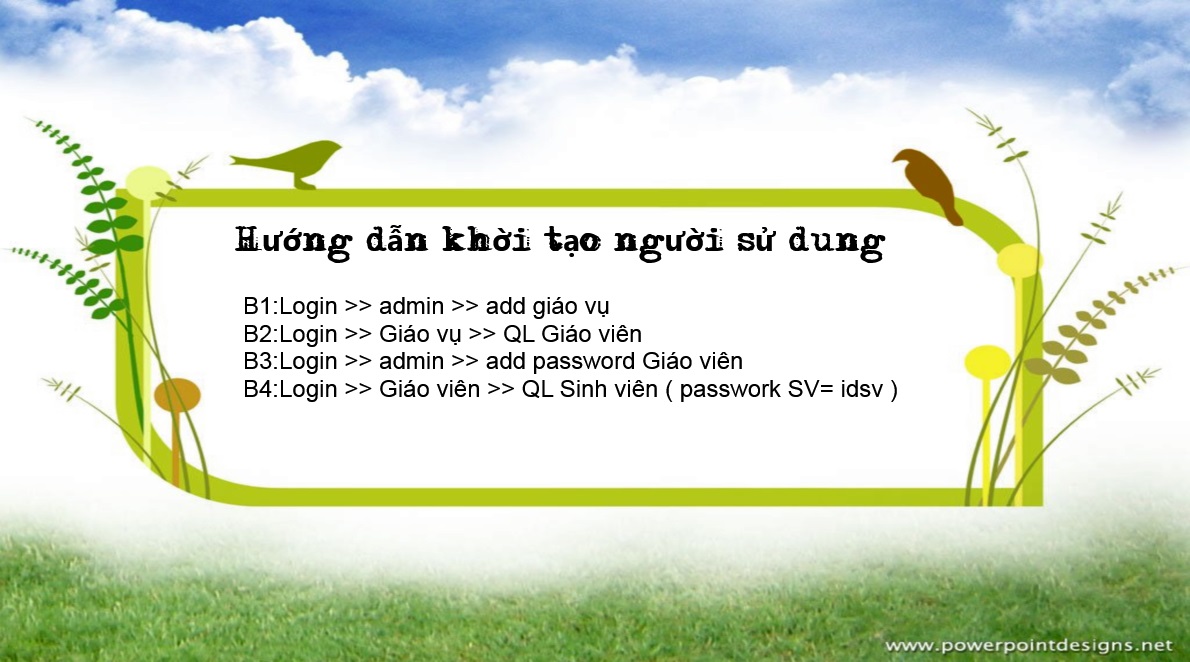 Hướng dẫn khời tạo người sử dung
B1:Login >> admin >> add giáo vụ
B2:Login >> Giáo vụ >> QL Giáo viên
B3:Login >> admin >> add password Giáo viên
B4:Login >> Giáo viên >> QL Sinh viên ( passwork SV= idsv )
www.powerpointdesigns.net